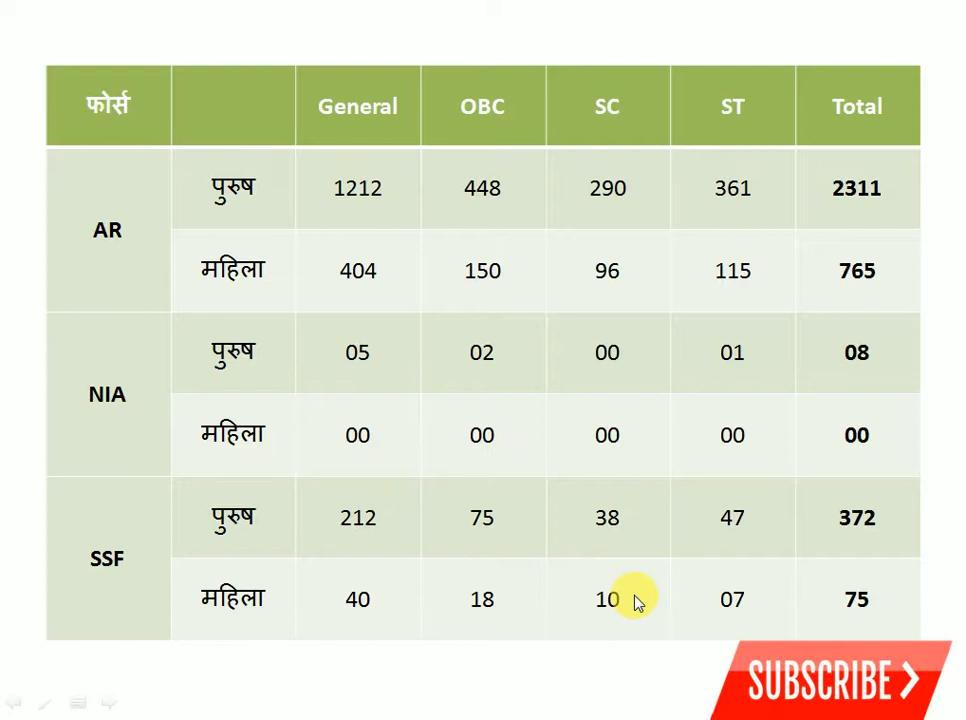 फोर्स General OBC SC ST Total
AR पुरुष 1212 448 290 361 2311
महिला 404 150 96 115 765
NIA पुरुष 05 02 00 01 08
महिला 00 00 00 00 00
SSF पुरुष 212 75 38 47 372
महिला 40 18 10 07 75
SUBSCRIBE